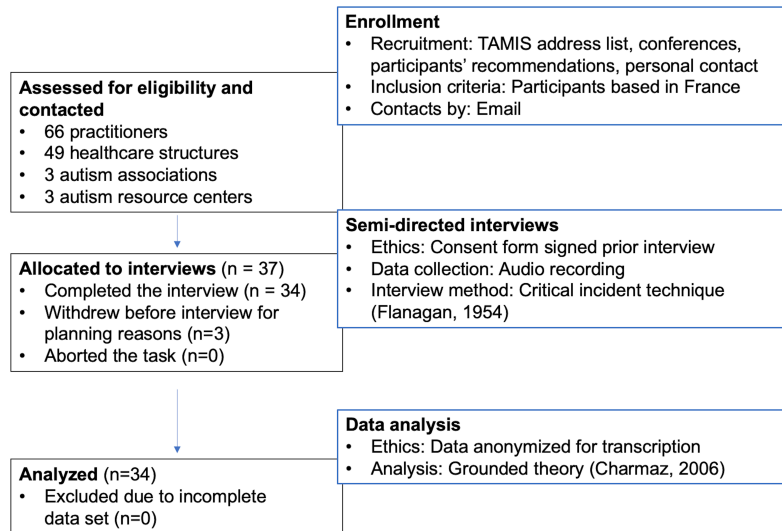 Enrollment
• Recruitment: TAMIS address list, conferences,
participants' recommendations, personal contact
• Inclusion criteria: Participants based in France
• Contacts by: Email
Assessed for eligibility and
contacted
• 66 practitioners
• 49 healthcare structures
• 3 autism associations
• 3 autism resource centers
Semi-directed interviews
• Ethics: Consent form signed prior interview
• Data collection: Audio recording
• Interview method: Critical incident technique
(Flanagan, 1954)
Allocated to interviews (n = 37)
• Completed the interview (n = 34)
• Withdrew before interview for
planning reasons (n=3)
• Aborted the task (n=0)
Data analysis
• Ethics: Data anonymized for transcription
• Analysis: Grounded theory (Charmaz, 2006)
Analyzed (n=34)
• Excluded due to incomplete
data set (n=0)